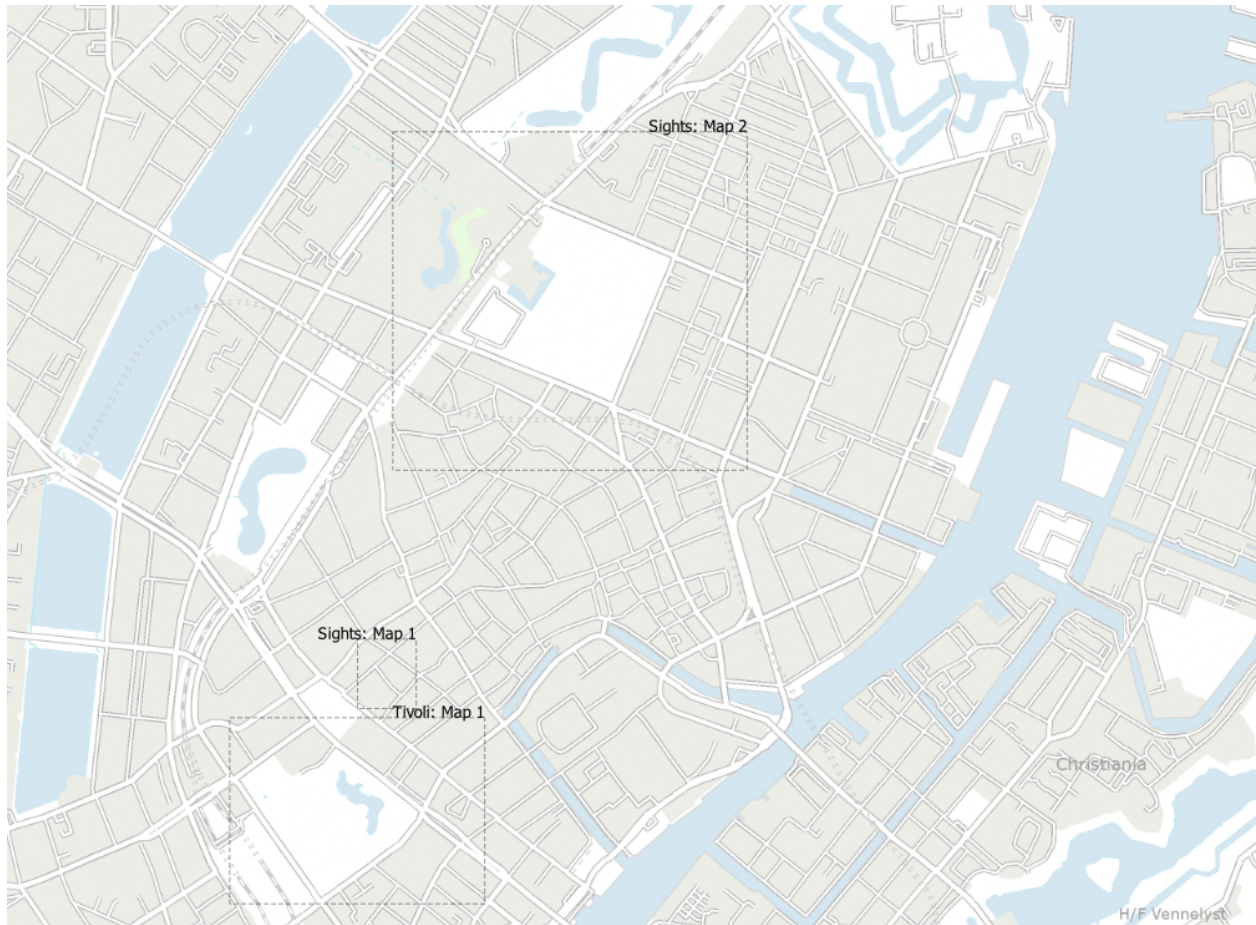 Sights: Map 2
Sights: Map 1
Tivoli: Map 1
Christiania
H/F Vennelyst